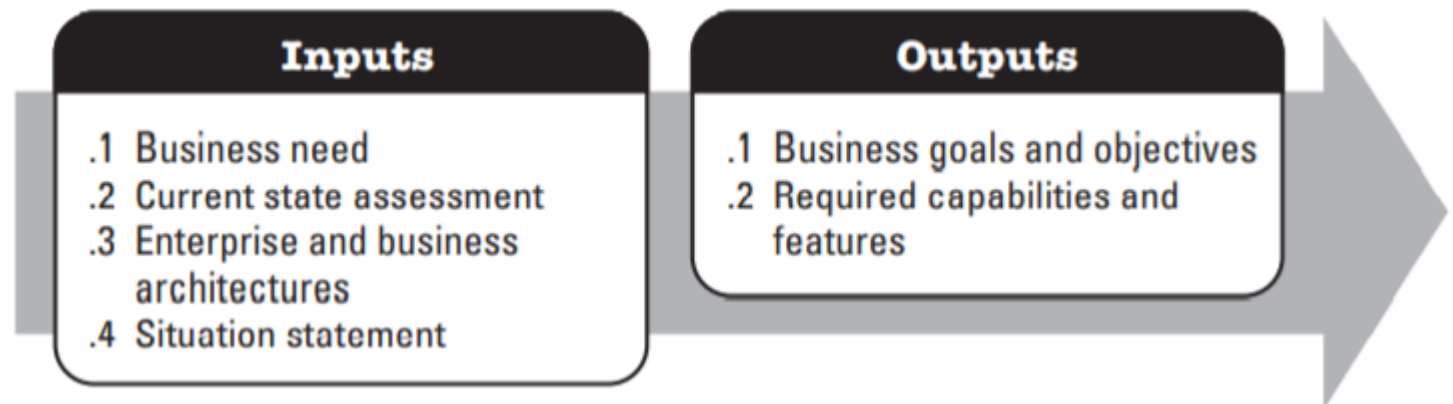 Inputs
.1 Business need
.2 Current state assessment
.3 Enterprise and business
architectures
.4 Situation statement
Outputs
.1 Business goals and objectives
.2 Required capabilities and
features